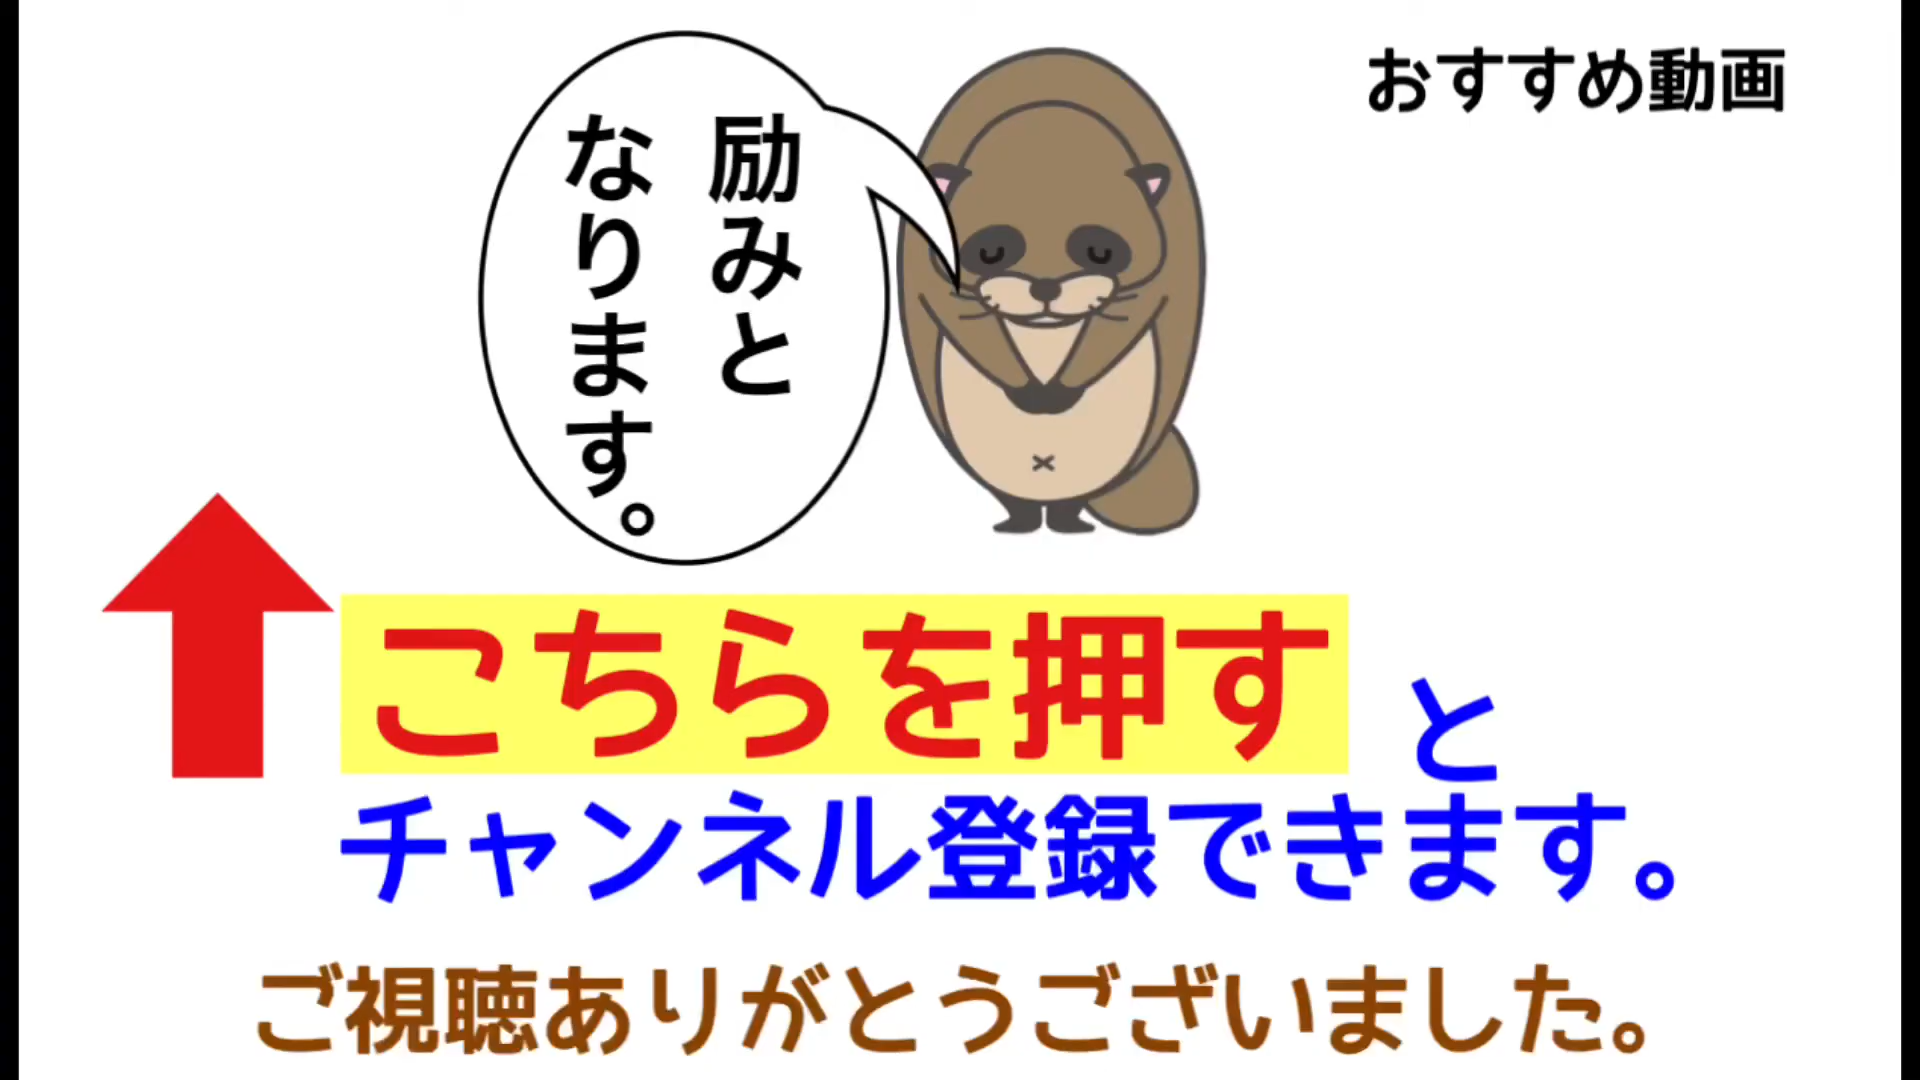 励みと
なります。
おすすめ動画
こちらを押すと
チャンネル登録できます。
ご視聴ありがとうございました。